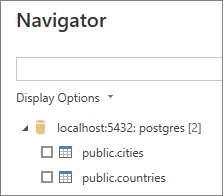 Navigator
Display Options
localhost:5432: postgres [2]
public.cities
public.countries